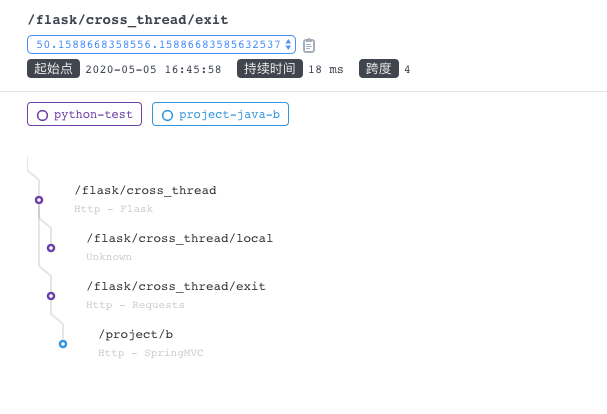 /flask/cross_thread/exit
50.1588668358556.15886683585632537
起始点 2020-05-05 16:45:58 持续时间 18 ms 跨度 4
python-test project-java-b
/flask/cross_thread
Http - Flask
/flask/cross_thread/local
Unknown
/flask/cross_thread/exit
Http - Requests
/project/b
Http - SpringMVC